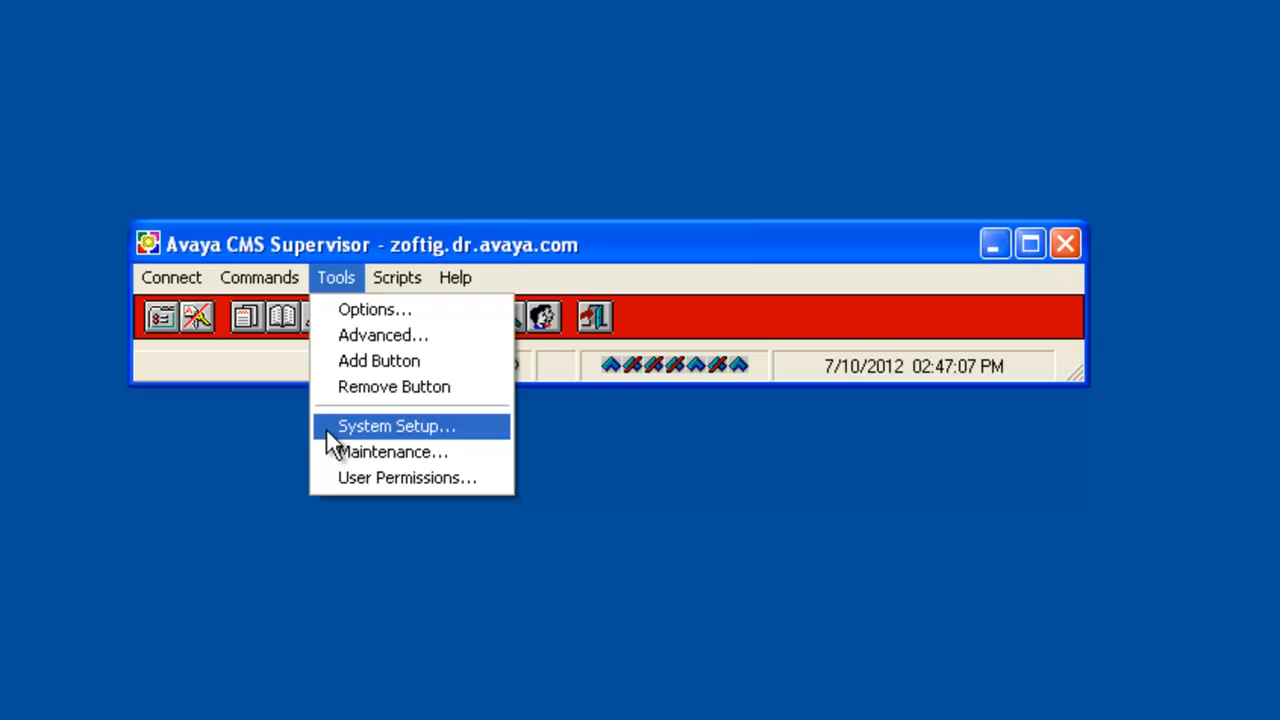 Avaya CMS Supervisor - zoftig.dr.avaya.com
Connect Commands Tools Scripts Help
Options...
Advanced...
Add Button
Remove Button
7/10/2012 02:47:07 PM
System Setup...
Maintenance...
User Permissions...